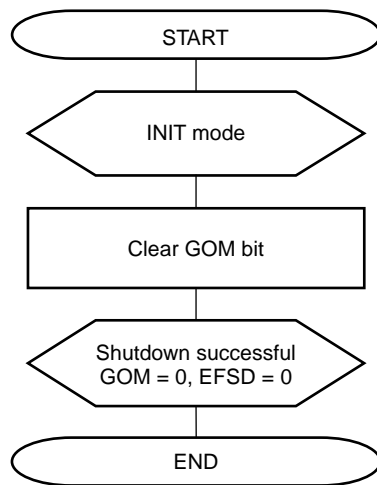 START
INIT mode
Clear GOM bit
Shutdown successful
GOM = 0, EFSD = 0
END